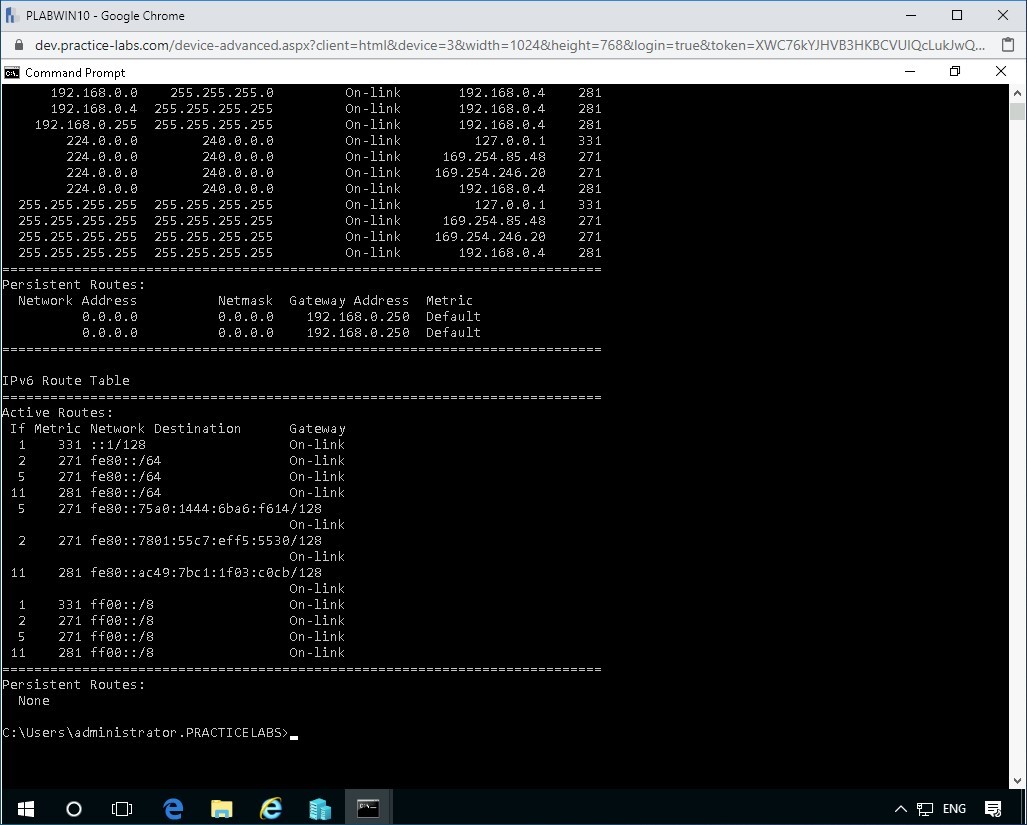 PLABWIN10 - Google Chrome
dev.practice-labs.com/device-advanced.aspx?client=html&device=3&width=1024&height=768&login=true&token=XWC76kYJHVB3HKBCVUIQcLukJwQ...
Command Prompt
192.168.0.0 255.255.255.0 On-link 192.168.0.4 281
192.168.0.4 255.255.255.255 On-link 192.168.0.4 281
192.168.0.255 255.255.255.255 On-link 192.168.0.4 281
224.0.0.0 240.0.0.0 On-link 127.0.0.1 331
224.0.0.0 240.0.0.0 On-link 169.254.85.48 271
224.0.0.0 240.0.0.0 On-link 169.254.246.20 271
224.0.0.0 240.0.0.0 On-link 192.168.0.4 281
255.255.255.255 255.255.255.255 On-link 127.0.0.1 331
255.255.255.255 255.255.255.255 On-link 169.254.85.48 271
255.255.255.255 255.255.255.255 On-link 169.254.246.20 271
255.255.255.255 255.255.255.255 On-link 192.168.0.4 281
===========================================================================
Persistent Routes:
Network Address Netmask Gateway Address Metric
0.0.0.0 0.0.0.0 192.168.0.250 Default
0.0.0.0 0.0.0.0 192.168.0.250 Default
===========================================================================
IPv6 Route Table
===========================================================================
Active Routes:
If Metric Network Destination Gateway
1 331 ::1/128 On-link
2 271 fe80::/64 On-link
5 271 fe80::/64 On-link
11 281 fe80::/64 On-link
5 271 fe80::75a0:1444:6ba6:f614/128
On-link
2 271 fe80::7801:55c7:eff5:5530/128
On-link
11 281 fe80::ac49:7bc1:1f03:c0cb/128
On-link
1 331 ff00::/8 On-link
2 271 ff00::/8 On-link
5 271 ff00::/8 On-link
11 281 ff00::/8 On-link
===========================================================================
Persistent Routes:
None
C:\Users\administrator.PRACTICELABS>
ENG